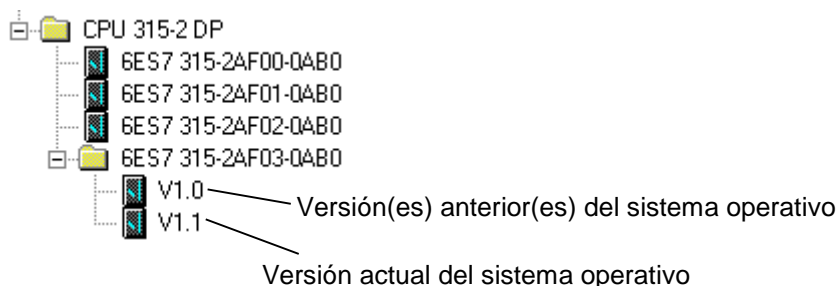 CPU 315-2 DP
6ES7 315-2AF00-0AB0
6ES7 315-2AF01-0AB0
6ES7 315-2AF02-0AB0
6ES7 315-2AF03-0AB0
V1.0
Versión(es) anterior(es) del sistema operativo
V1.1
Versión actual del sistema operativo